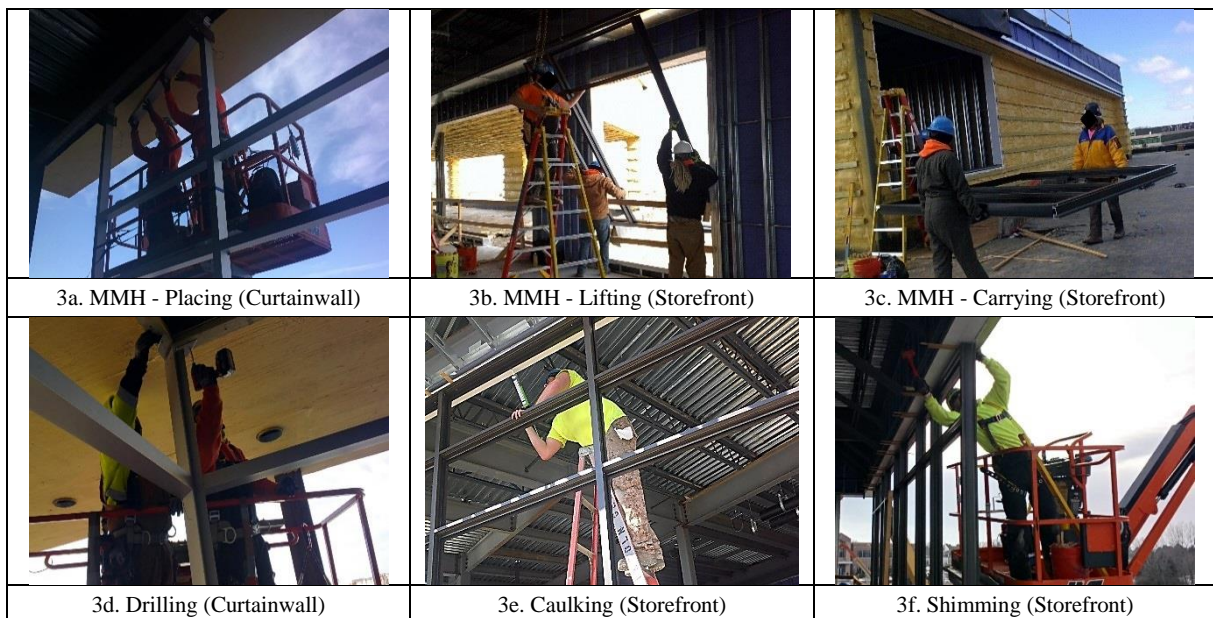 3a. MMH - Placing (Curtainwall)
3b. MMH - Lifting (Storefront)
3c. MMH - Carrying (Storefront)
3d. Drilling (Curtainwall)
3e. Caulking (Storefront)
3f. Shimming (Storefront)